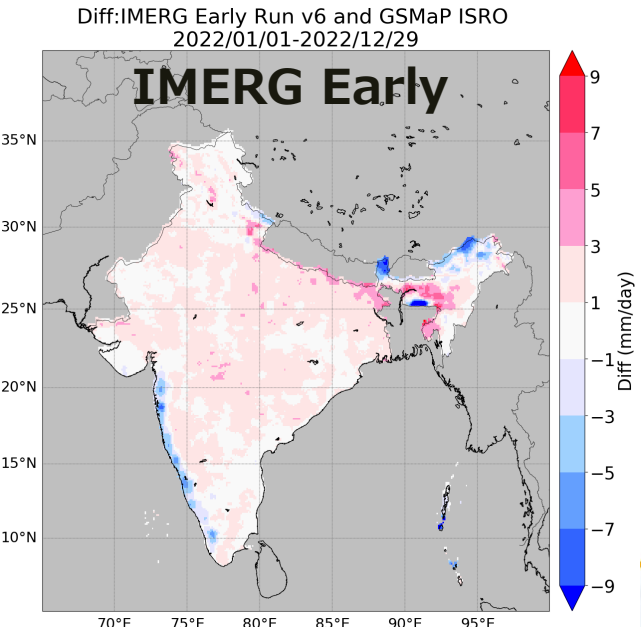 Diff:IMERG Early Run v6 and GSMaP ISRO
2022/01/01-2022/12/29
IMERG Early
35°N
30°N
25°N
20°N
15°N
10°N
70°E
75°E
80°E
85°E
90°E
95°E
9
7
5
3
1
−1
−3
−5
−7
−9
Diff (mm/day)